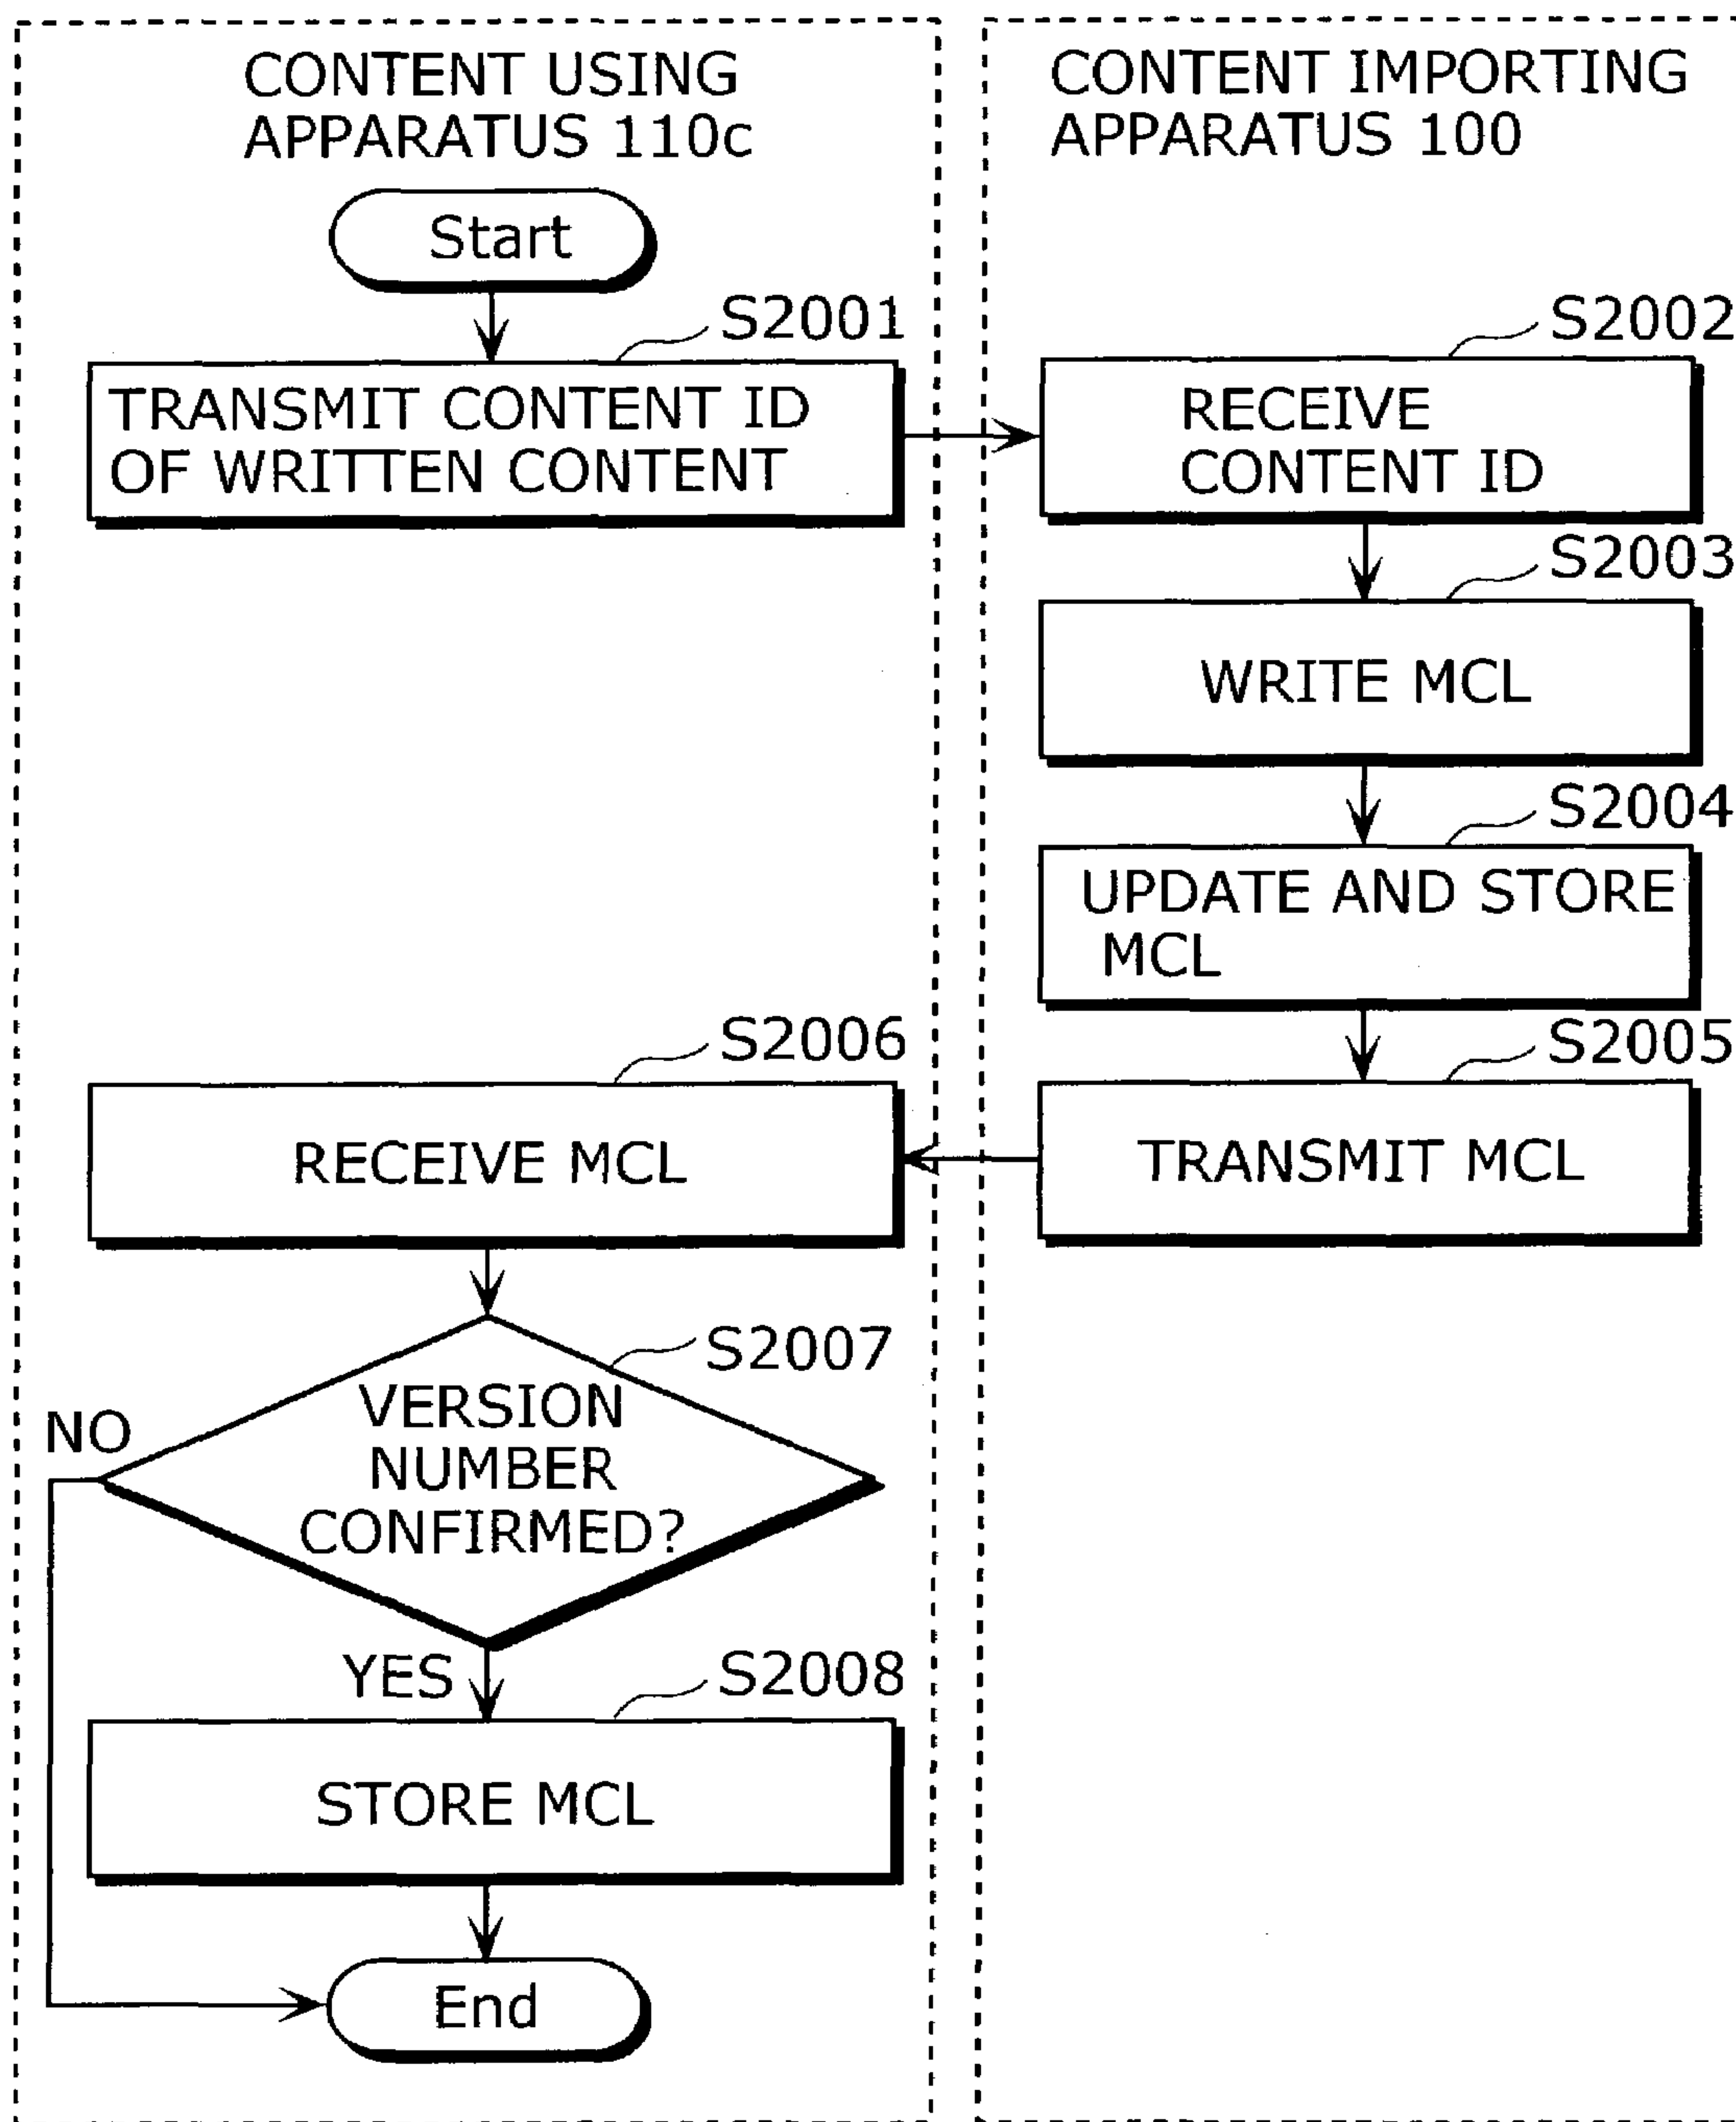 CONTENT USING
APPARATUS 110c
CONTENT IMPORTING
APPARATUS 100
Start
S2001
TRANSMIT CONTENT ID
OF WRITTEN CONTENT
S2002
RECEIVE
CONTENT ID
S2003
WRITE MCL
S2004
UPDATE AND STORE
MCL
S2005
TRANSMIT MCL
S2006
RECEIVE MCL
S2007
VERSION
NUMBER
CONFIRMED?
NO
YES
S2008
STORE MCL
End